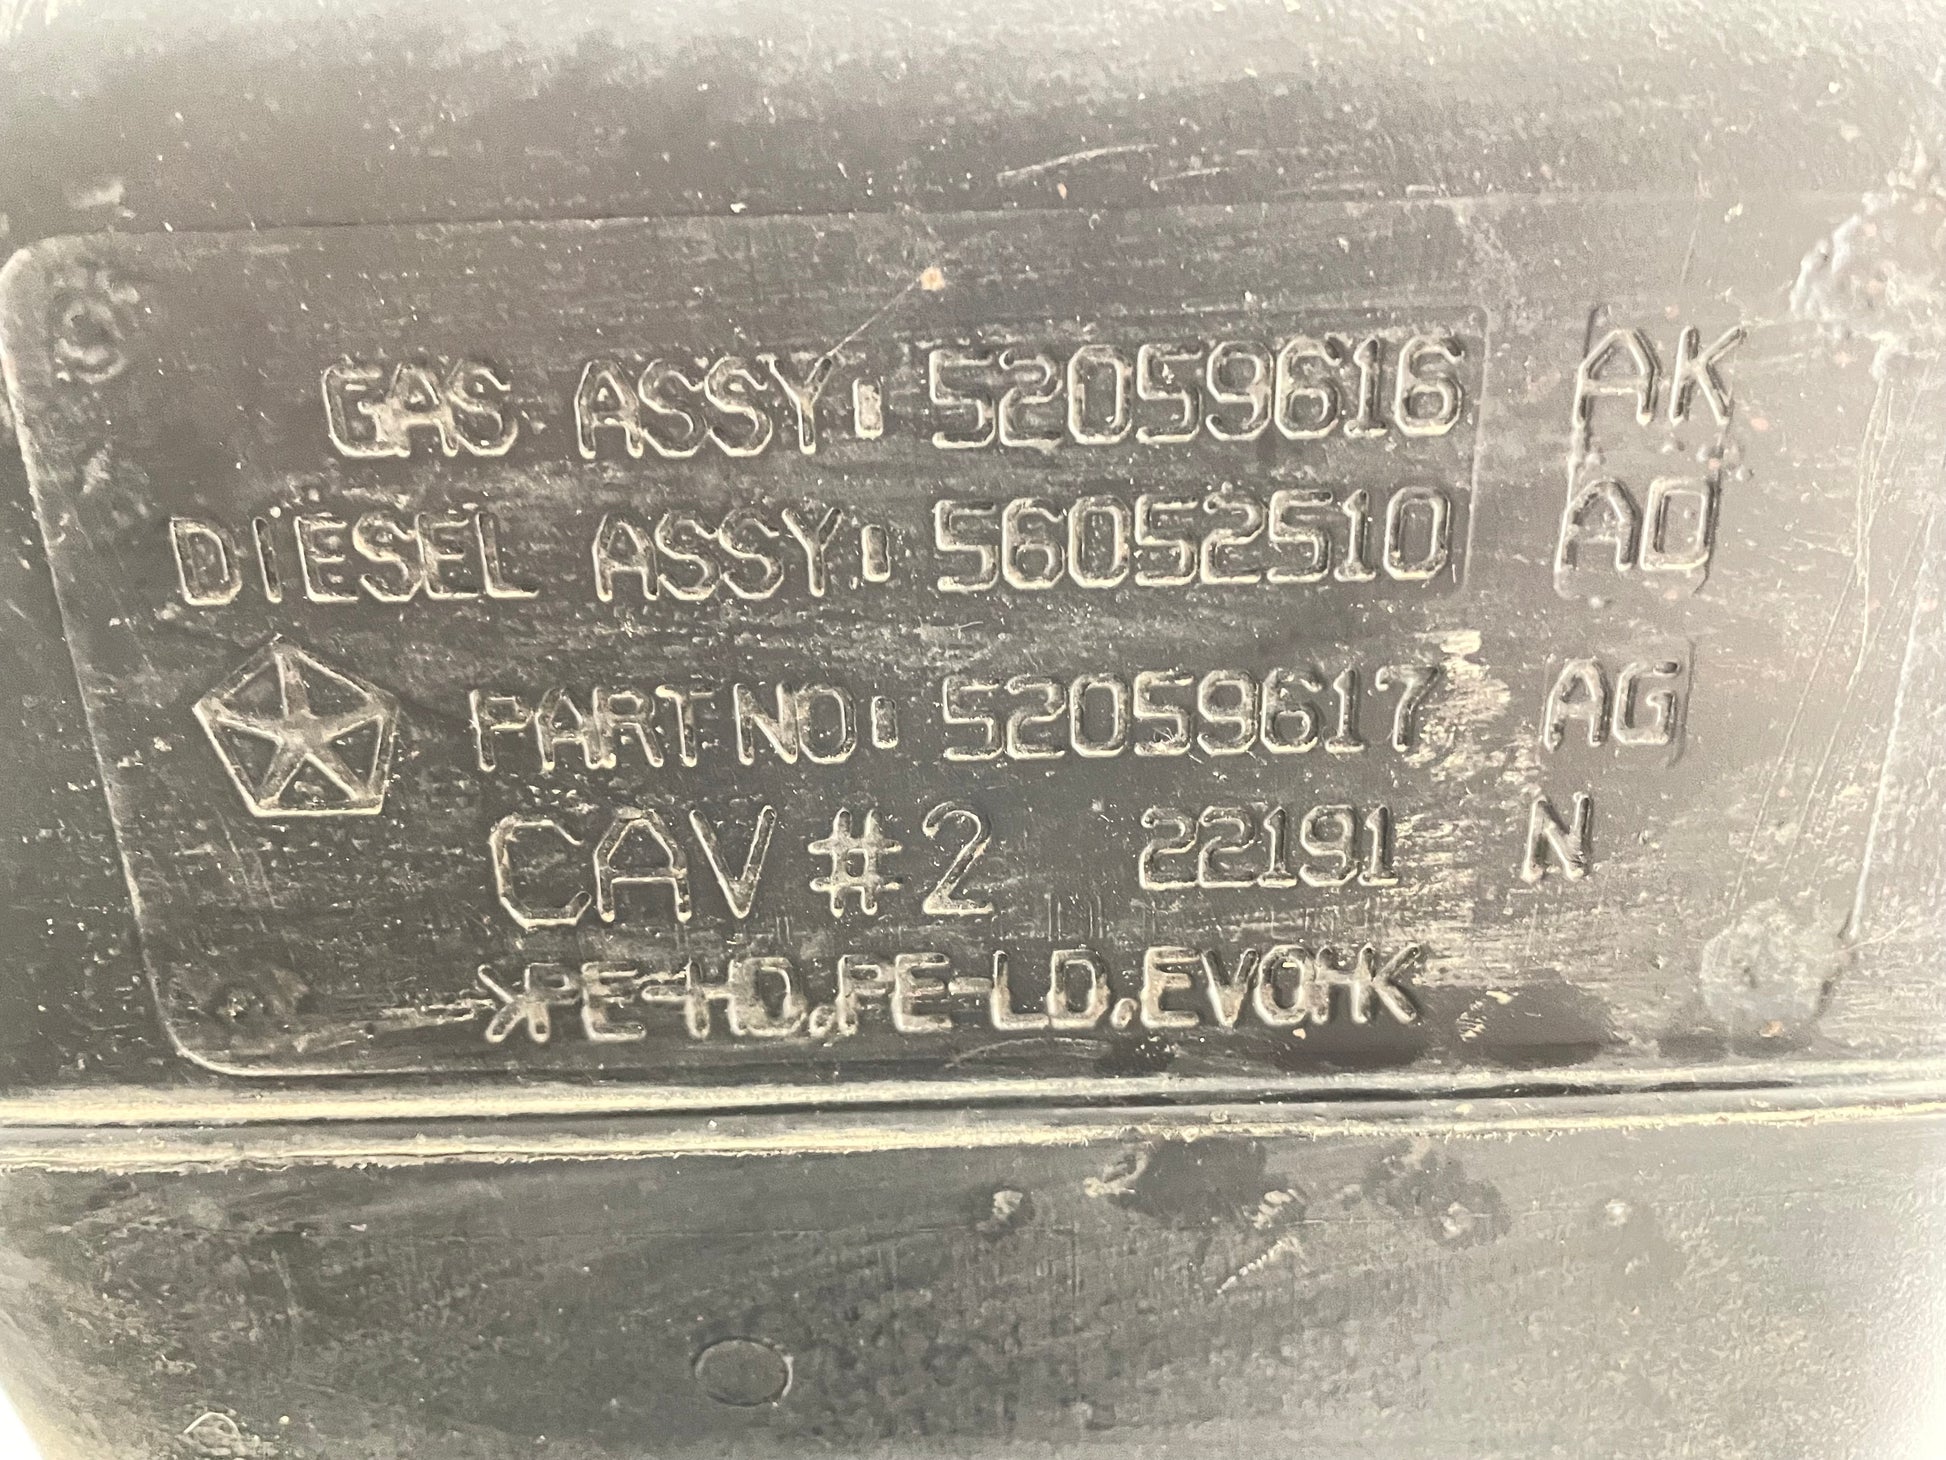 GAS ASSY: 52059616 AK
DIESEL ASSY: 56052510 AO
PART NO: 52059617 AG
CAV #2 22191 N
>PE-HD,PE-LD,EVOH<